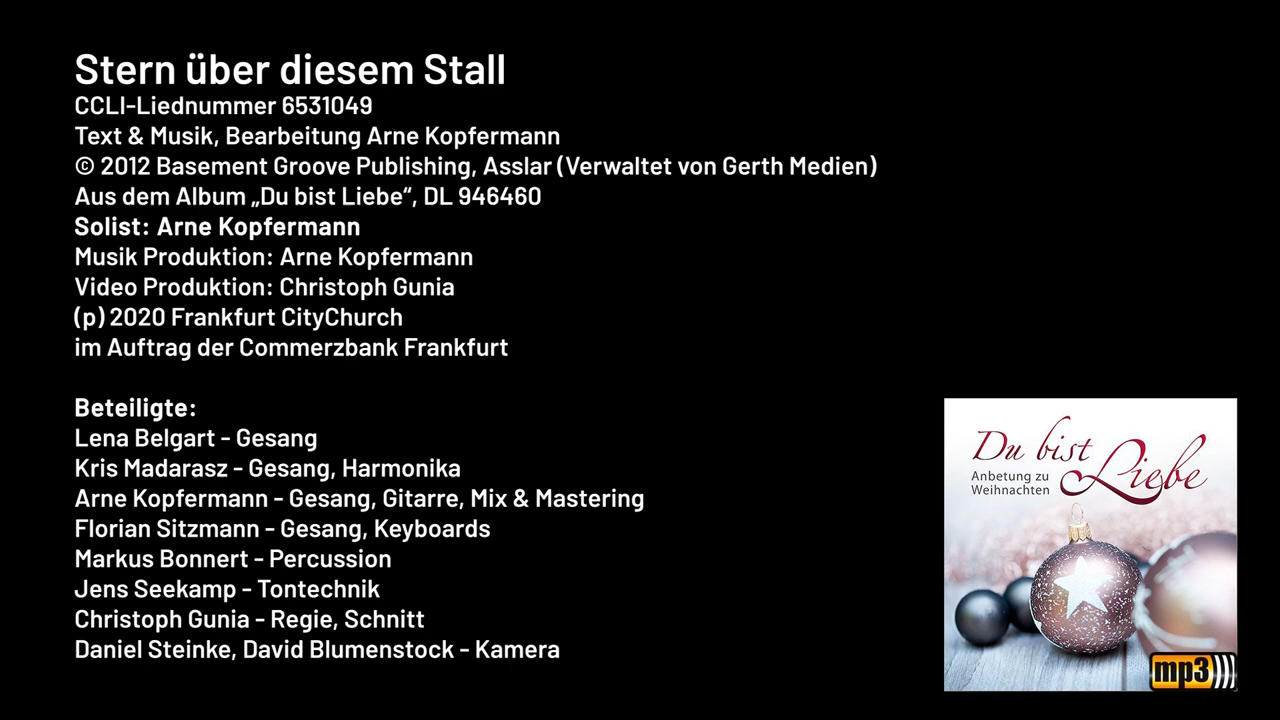 Stern über diesem Stall
CCLI-Liednummer 6531049
Text & Musik, Bearbeitung Arne Kopfermann
© 2012 Basement Groove Publishing, Asslar (Verwaltet von Gerth Medien)
Aus dem Album „Du bist Liebe“, DL 946460
Solist: Arne Kopfermann
Musik Produktion: Arne Kopfermann
Video Produktion: Christoph Gunia
(p) 2020 Frankfurt CityChurch
im Auftrag der Commerzbank Frankfurt
Beteiligte:
Lena Belgart - Gesang
Kris Madarasz - Gesang, Harmonika
Arne Kopfermann - Gesang, Gitarre, Mix & Mastering
Florian Sitzmann - Gesang, Keyboards
Markus Bonnert - Percussion
Jens Seekamp - Tontechnik
Christoph Gunia - Regie, Schnitt
Daniel Steinke, David Blumenstock - Kamera
Du bist Liebe
Anbetung zu
Weihnachten
mp3